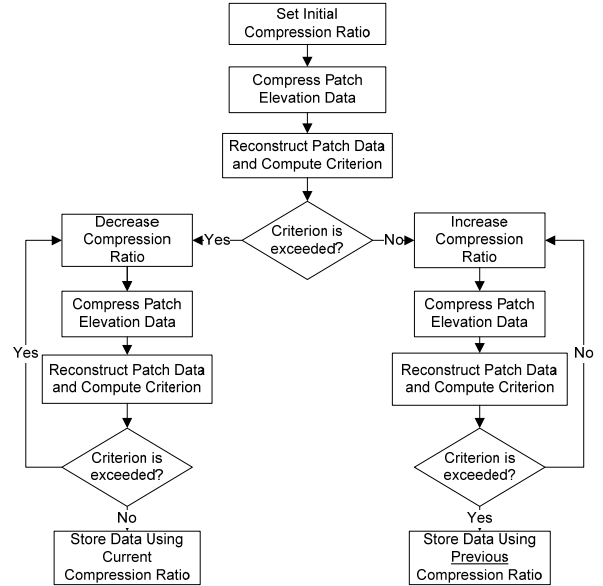 Set Initial
Compression Ratio
Compress Patch
Elevation Data
Reconstruct Patch Data
and Compute Criterion
Criterion is
exceeded?
Yes
No
Decrease
Compression
Ratio
Compress Patch
Elevation Data
Reconstruct Patch Data
and Compute Criterion
Criterion is
exceeded?
Yes
No
Store Data Using
Current
Compression Ratio
Increase
Compression
Ratio
Compress Patch
Elevation Data
Reconstruct Patch Data
and Compute Criterion
Criterion is
exceeded?
No
Yes
Store Data Using
Previous
Compression Ratio